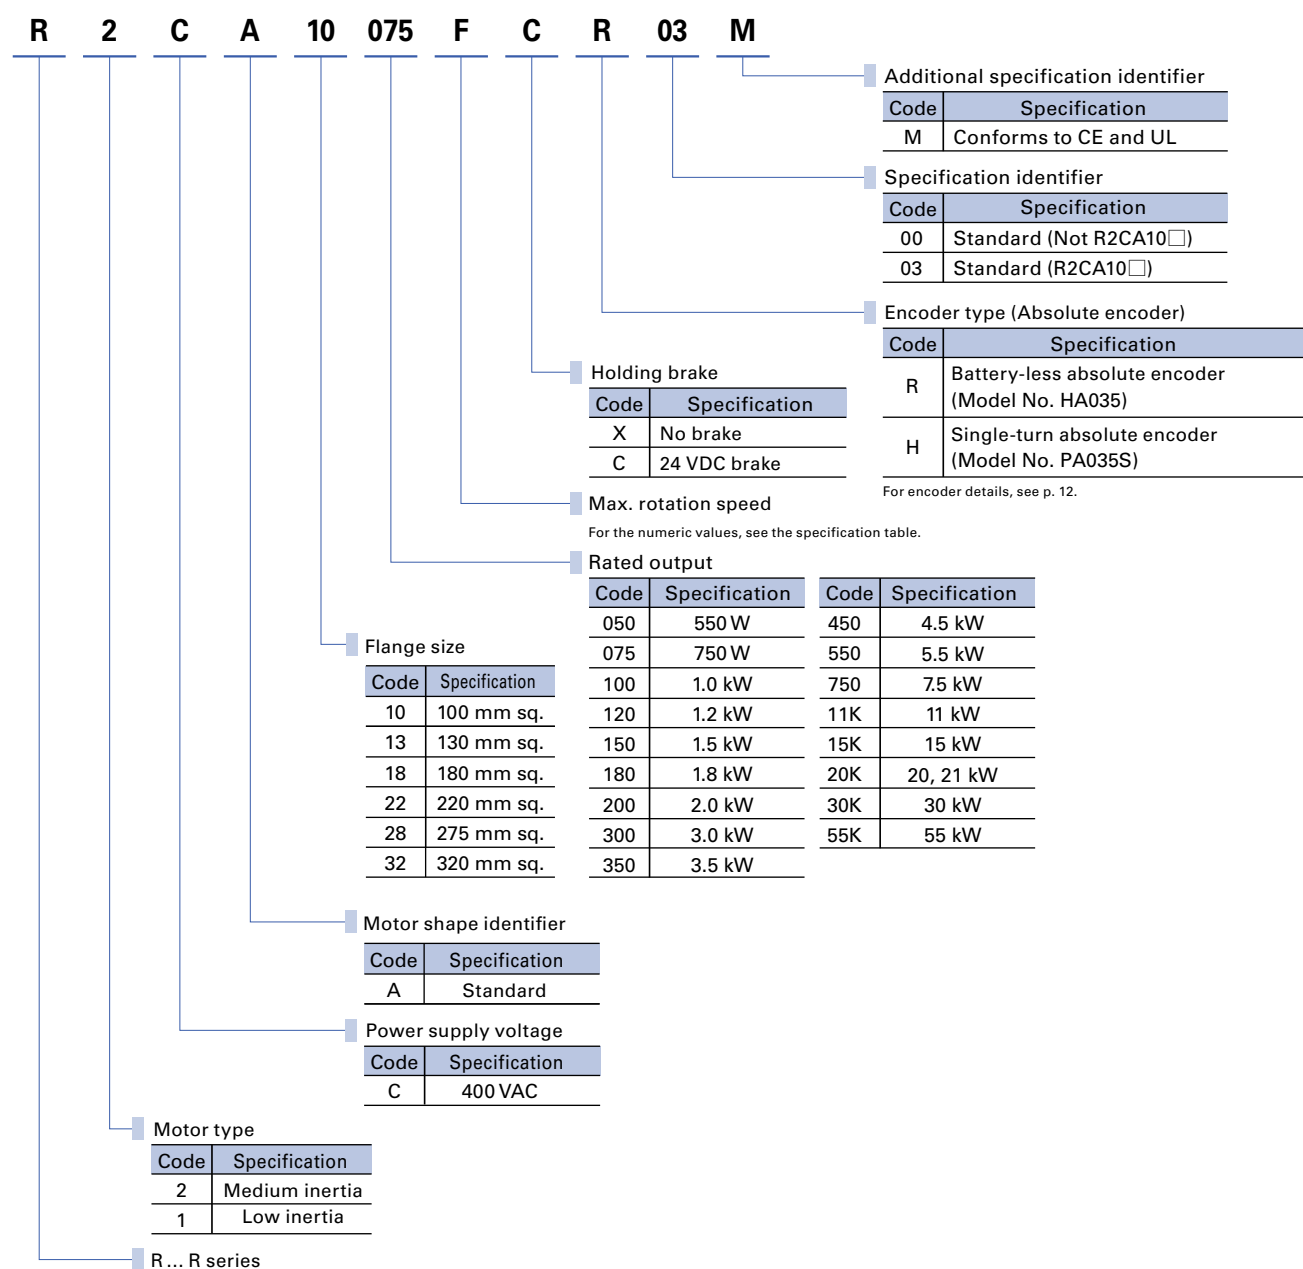 R 2 C A 10 075 F C R 03 M
Additional specification identifier
Code Specification
M Conforms to CE and UL
Specification identifier
Code Specification
00 Standard (Not R2CA10□)
03 Standard (R2CA10□)
Encoder type (Absolute encoder)
Code Specification
R Battery-less absolute encoder
(Model No. HA035)
H Single-turn absolute encoder
(Model No. PA035S)
For encoder details, see p. 12.
Holding brake
Code Specification
X No brake
C 24 VDC brake
Max. rotation speed
For the numeric values, see the specification table.
Rated output
Code Specification Code Specification
050 550 W 450 4.5 kW
075 750 W 550 5.5 kW
100 1.0 kW 750 7.5 kW
120 1.2 kW 11K 11 kW
150 1.5 kW 15K 15 kW
180 1.8 kW 20K 20, 21 kW
200 2.0 kW 30K 30 kW
300 3.0 kW 55K 55 kW
350 3.5 kW
Flange size
Code Specification
10 100 mm sq.
13 130 mm sq.
18 180 mm sq.
22 220 mm sq.
28 275 mm sq.
32 320 mm sq.
Motor shape identifier
Code Specification
A Standard
Power supply voltage
Code Specification
C 400 VAC
Motor type
Code Specification
2 Medium inertia
1 Low inertia
R ... R series